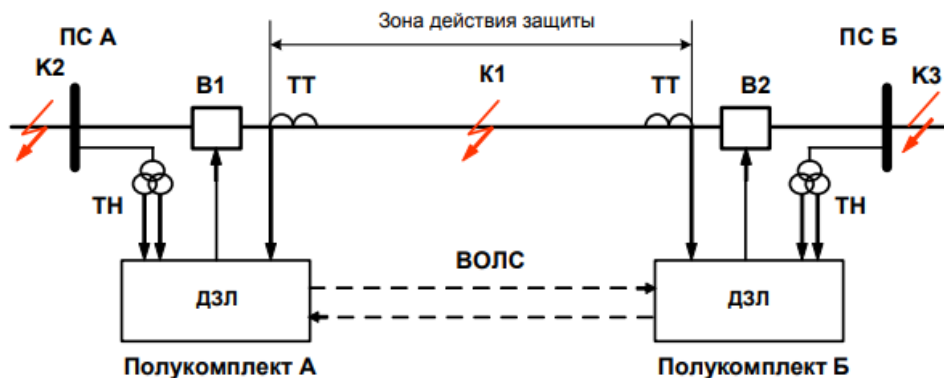 Зона действия защиты
ПС А
ПС Б
К2
В1
ТТ
К1
ТТ
В2
К3
ТН
ТН
ВОЛС
ДЗЛ
ДЗЛ
Полукомплект А
Полукомплект Б